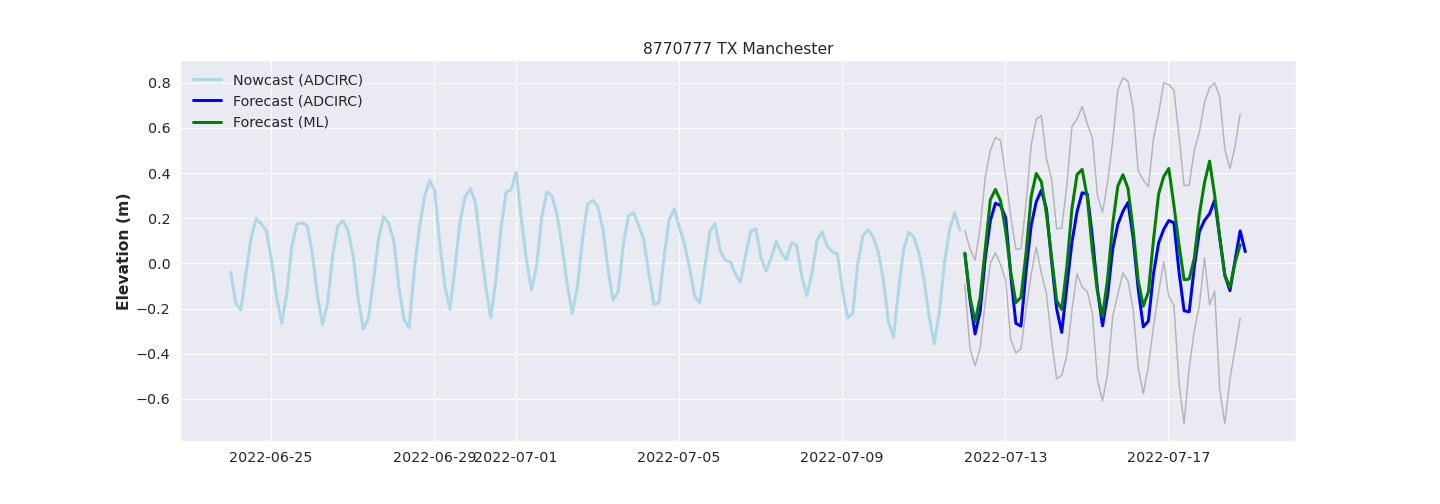 8770777 TX Manchester
Nowcast (ADCIRC)
Forecast (ADCIRC)
Forecast (ML)
Elevation (m)
0.8
0.6
0.4
0.2
0.0
−0.2
−0.4
−0.6
2022-06-25 2022-06-29 2022-07-01 2022-07-05 2022-07-09 2022-07-13 2022-07-17